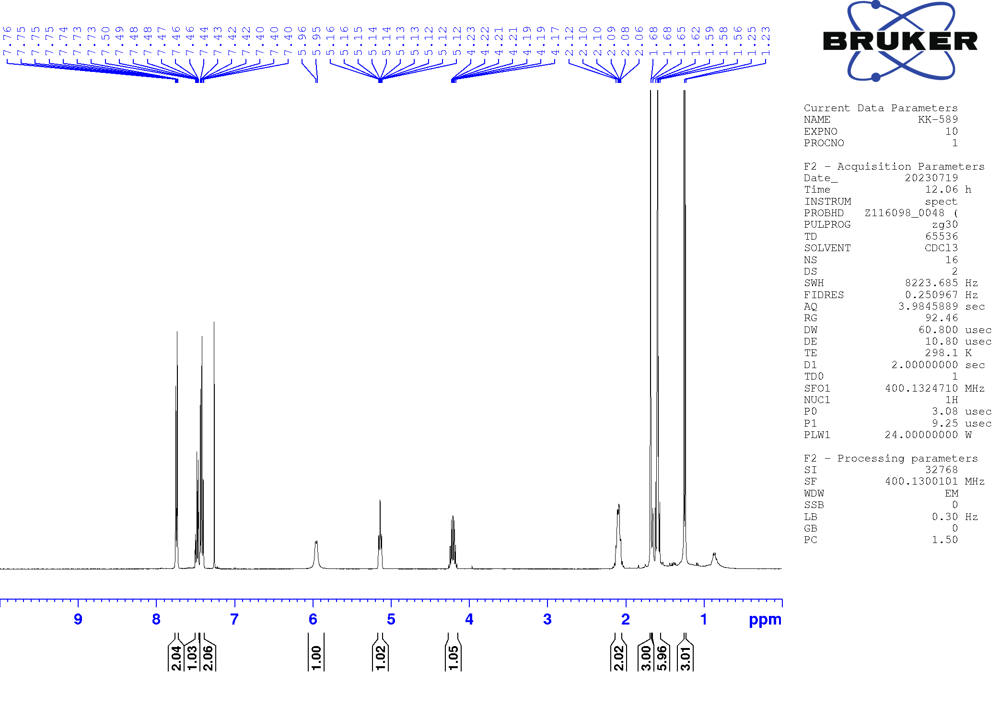 7.76
7.75
7.75
7.75
7.74
7.73
7.73
7.50
7.49
7.48
7.48
7.47
7.46
7.46
7.44
7.43
7.42
7.42
7.40
7.40
7.40
5.96
5.95
5.16
5.16
5.15
5.14
5.14
5.13
5.13
5.12
5.12
5.12
4.23
4.22
4.21
4.21
4.19
4.19
4.17
2.12
2.10
2.10
2.09
2.08
2.06
1.68
1.68
1.65
1.62
1.59
1.58
1.56
1.25
1.23
BRUKER
Current Data Parameters
NAME KK-589
EXPNO 10
PROCNO 1
F2 - Acquisition Parameters
Date_ 20230719
Time 12.06 h
INSTRUM spect
PROBHD Z116098_0048 (
PULPROG zg30
TD 65536
SOLVENT CDCl3
NS 16
DS 2
SWH 8223.685 Hz
FIDRES 0.250967 Hz
AQ 3.9845889 sec
RG 92.46
DW 60.800 usec
DE 10.80 usec
TE 298.1 K
D1 2.00000000 sec
TD0 1
SFO1 400.1324710 MHz
NUC1 1H
P0 3.08 usec
P1 9.25 usec
PLW1 24.00000000 W
F2 - Processing parameters
SI 32768
SF 400.1300101 MHz
WDW EM
SSB 0
LB 0.30 Hz
GB 0
PC 1.50
9 8 7 6 5 4 3 2 1 ppm
2.04
1.03
2.06
1.00
1.02
1.05
2.02
3.00
5.96
3.01